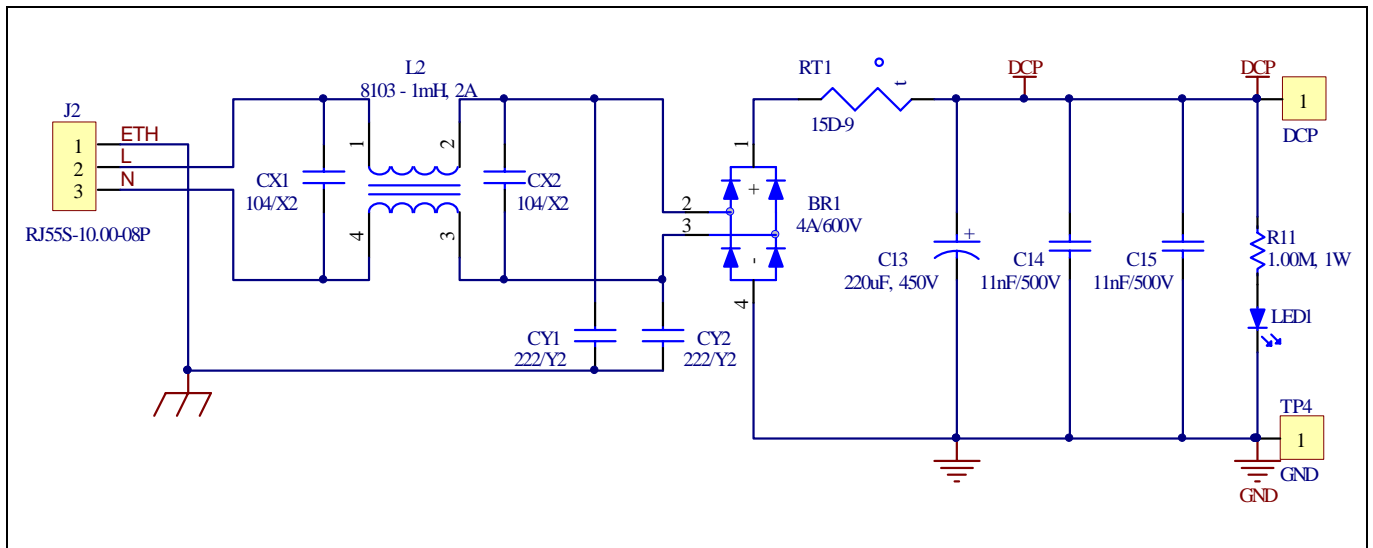 J2
ETH
1
L
2
N
3
RJ55S-10.00-08P
L2
8103 - 1mH, 2A
1
2
4
3
CX1
104/X2
CX2
104/X2
CY1
222/Y2
CY2
222/Y2
RT1
t
15D-9
1
2
3
4
+
-
BR1
4A/600V
DCP
DCP
1
DCP
+
C13
220uF, 450V
C14
11nF/500V
C15
11nF/500V
R11
1.00M, 1W
LED1
TP4
1
GND
GND